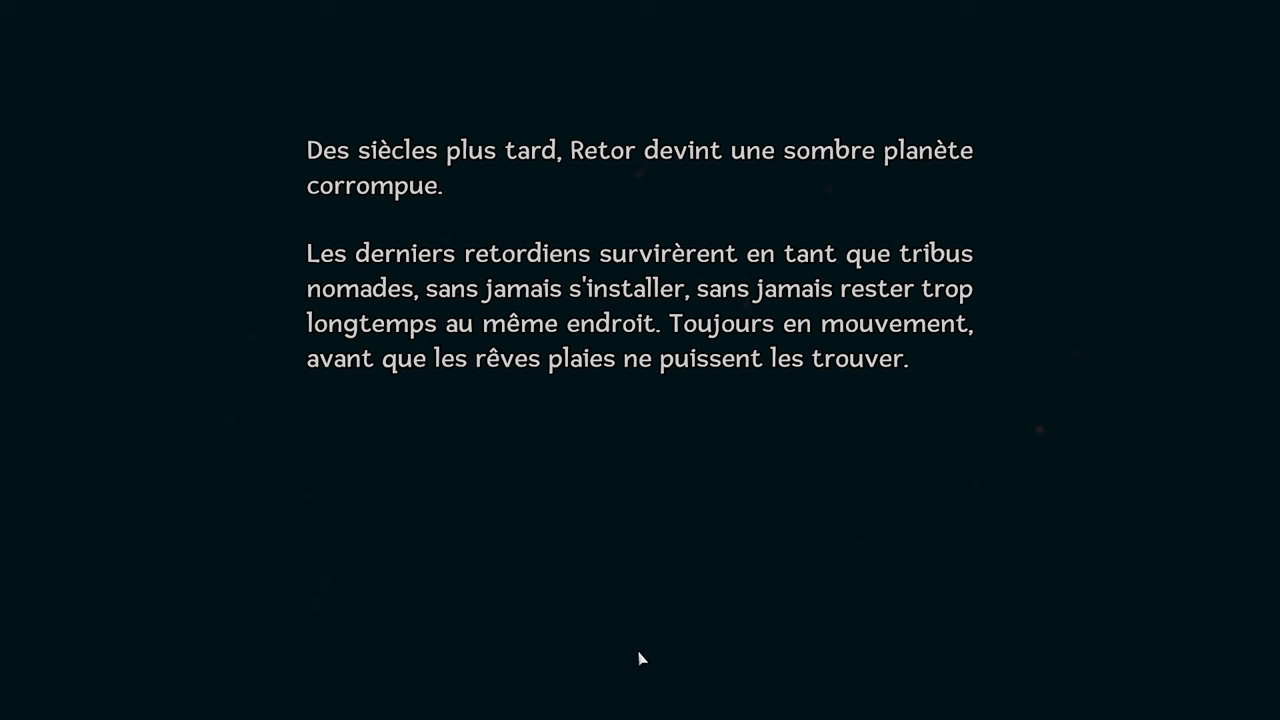 Des siècles plus tard, Retor devint une sombre planète
corrompue.
Les derniers retordiens survirèrent en tant que tribus
nomades, sans jamais s'installer, sans jamais rester trop
longtemps au même endroit. Toujours en mouvement,
avant que les rêves plaies ne puissent les trouver.